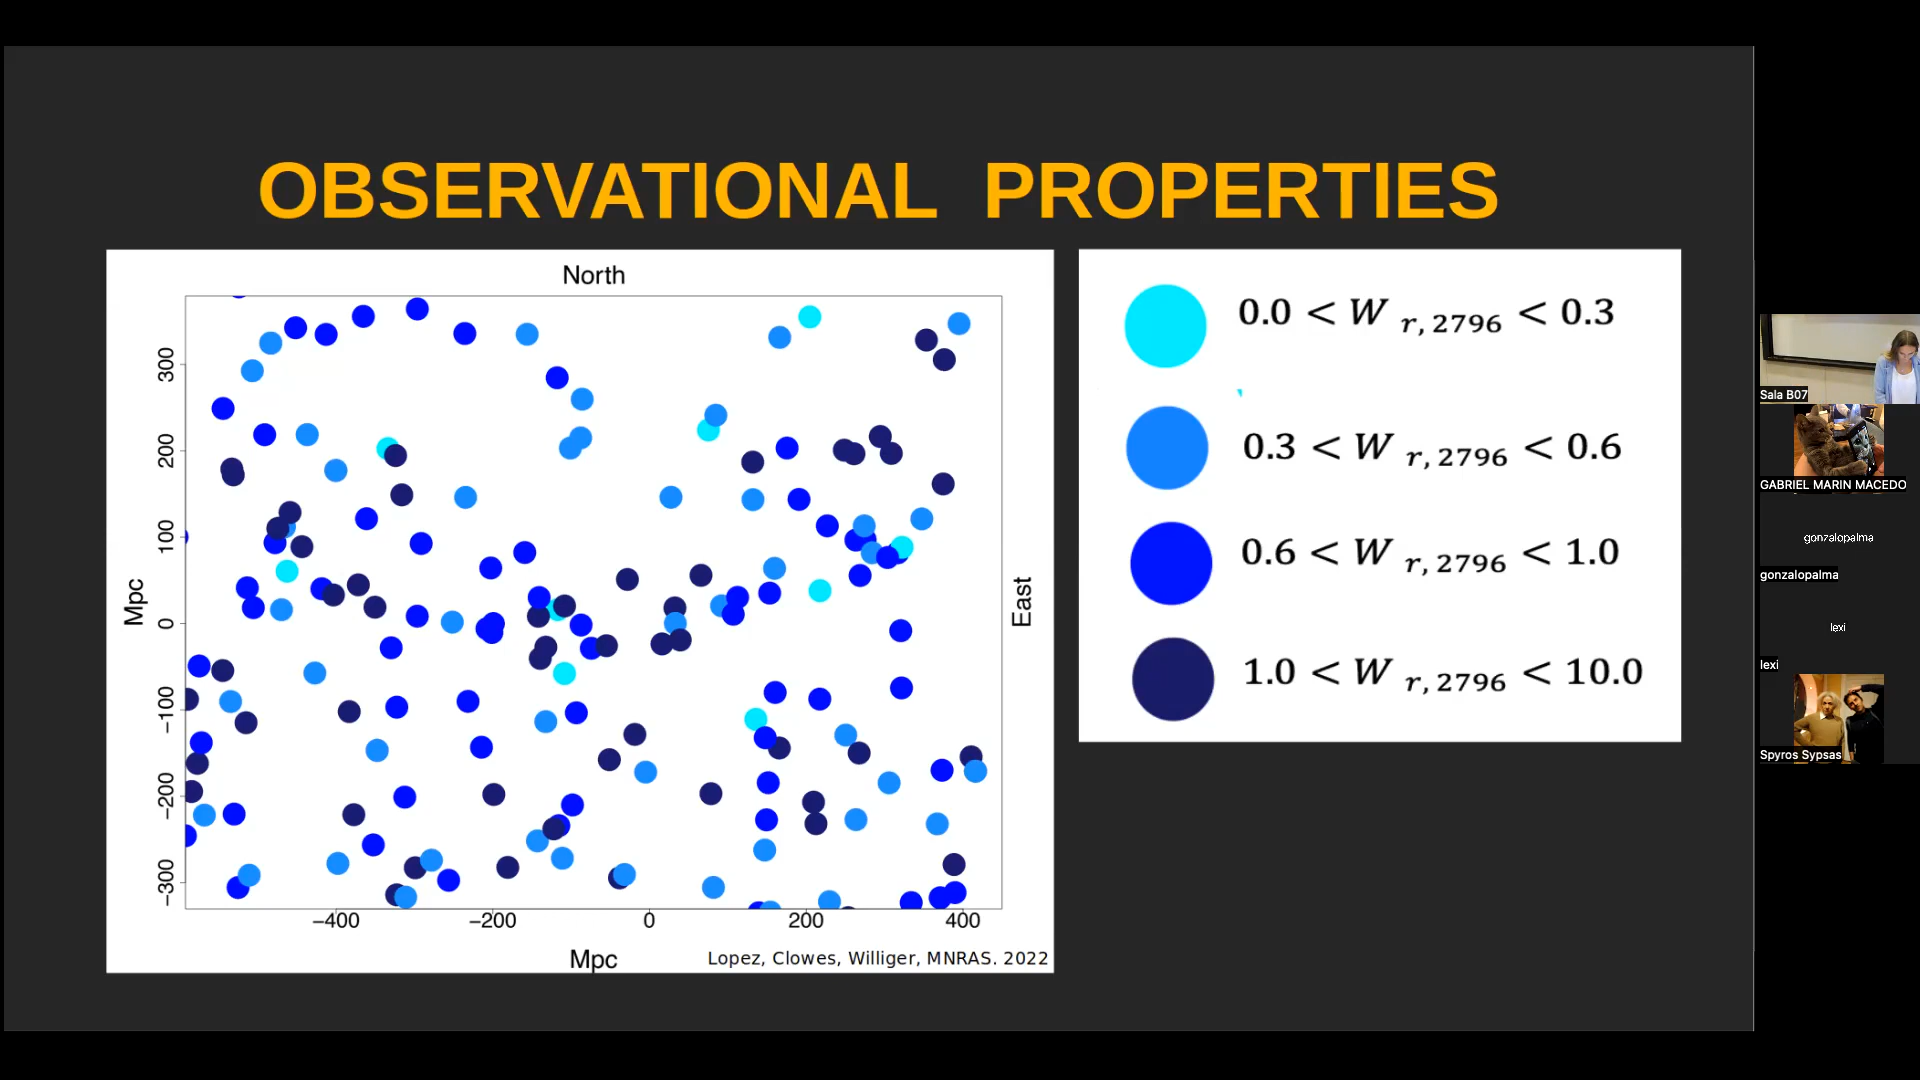 OBSERVATIONAL PROPERTIES
North
300
200
100
0
−100
−200
−300
Mpc
East
−400 −200 0 200 400
Mpc
Lopez, Clowes, Williger, MNRAS. 2022
0.0 < W r, 2796 < 0.3
0.3 < W r, 2796 < 0.6
0.6 < W r, 2796 < 1.0
1.0 < W r, 2796 < 10.0
Sala B07
GABRIEL MARIN MACEDO
gonzalopalma
gonzalopalma
lexi
lexi
Spyros Sypsas